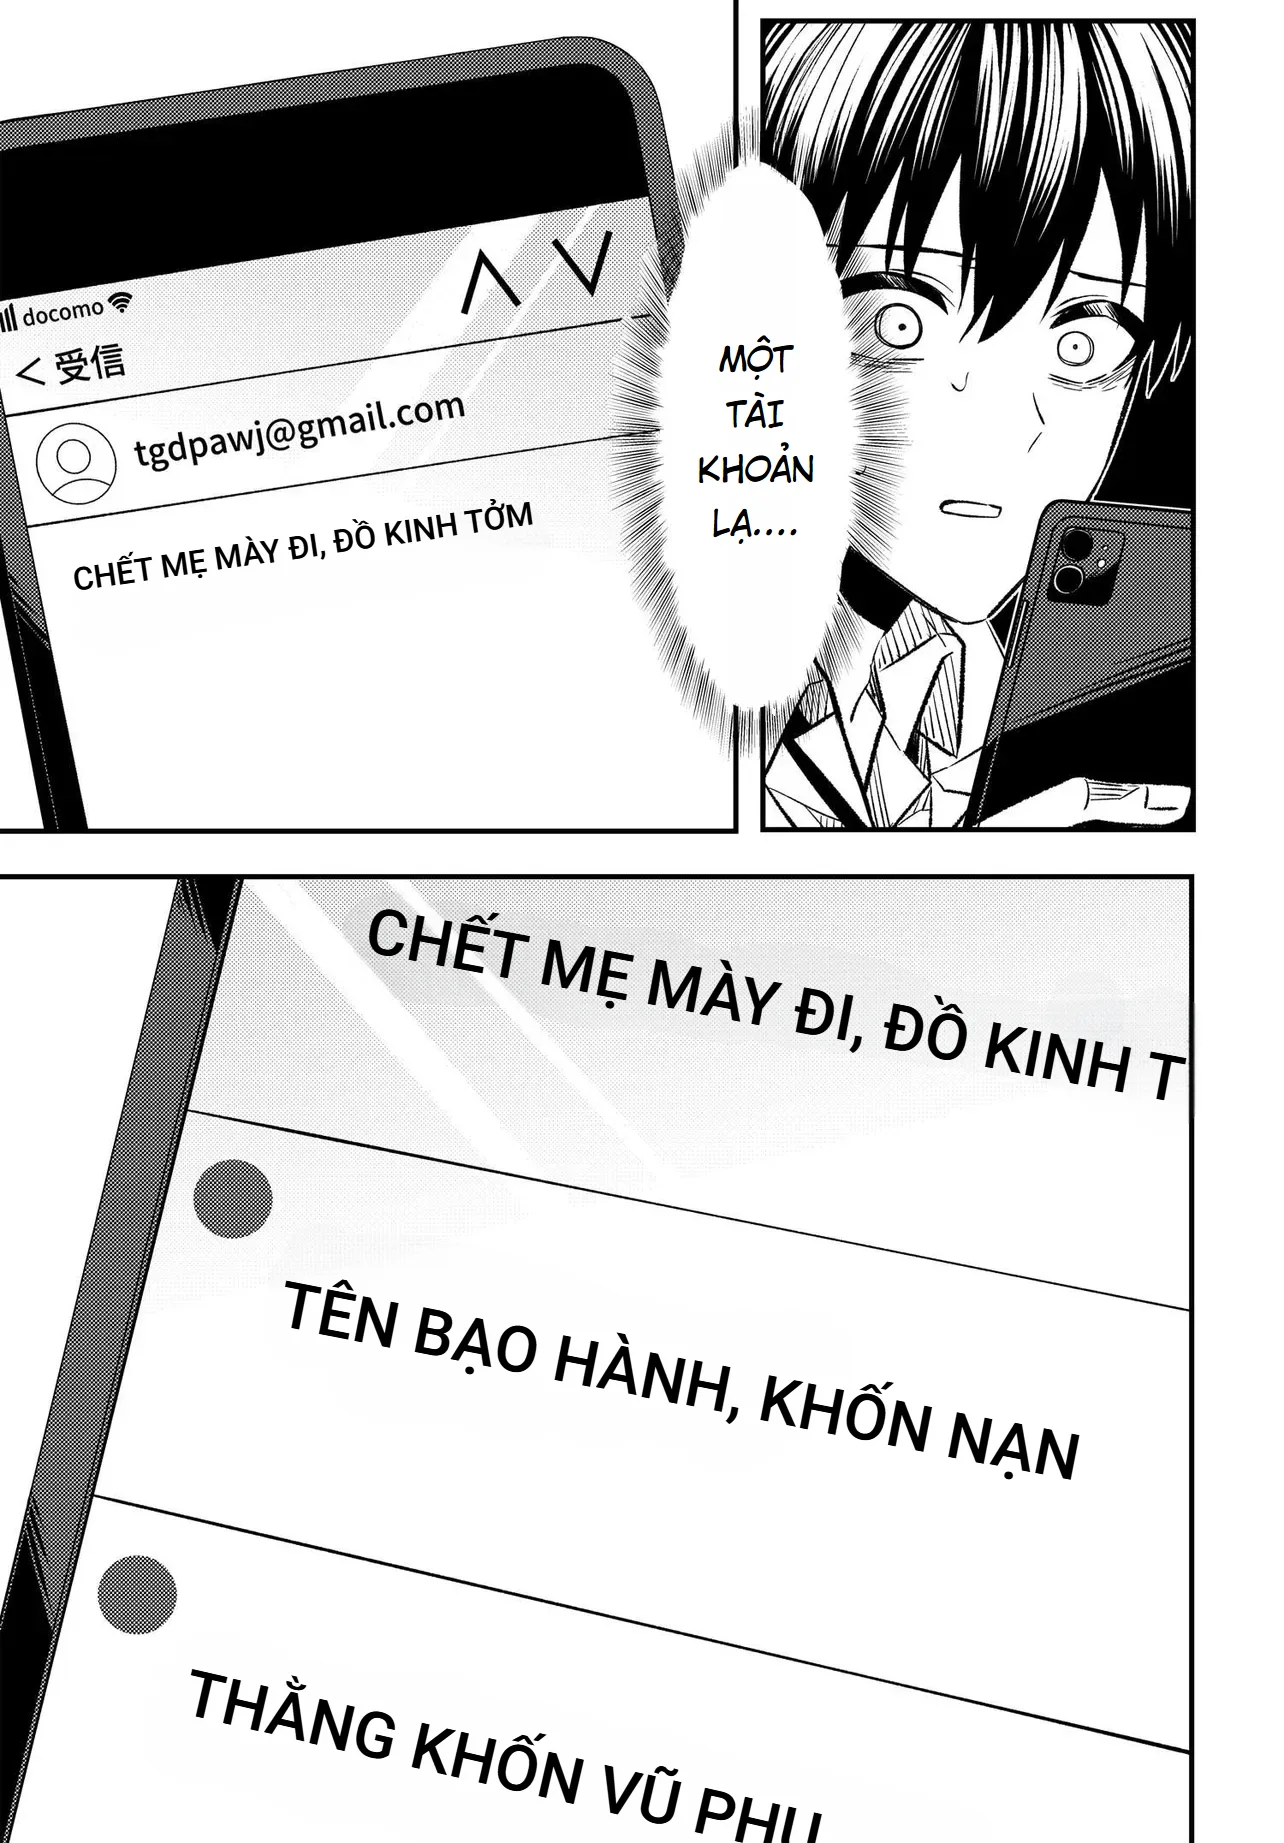 MỘT
TÀI
KHOẢN
LẠ....
docomo
< 受信
tgdpawj@gmail.com
CHẾT MẸ MÀY ĐI, ĐỒ KINH TỞM
CHẾT MẸ MÀY ĐI, ĐỒ KINH T
TÊN BẠO HÀNH, KHỐN NẠN
THẰNG KHỐN VŨ PHU